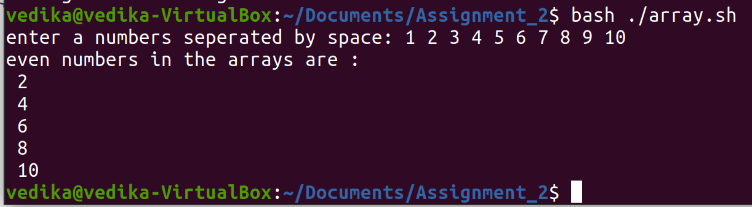 vedika@vedika-VirtualBox:~/Documents/Assignment_2$ bash ./array.sh
enter a numbers seperated by space: 1 2 3 4 5 6 7 8 9 10
even numbers in the arrays are :
2
4
6
8
10
vedika@vedika-VirtualBox:~/Documents/Assignment_2$